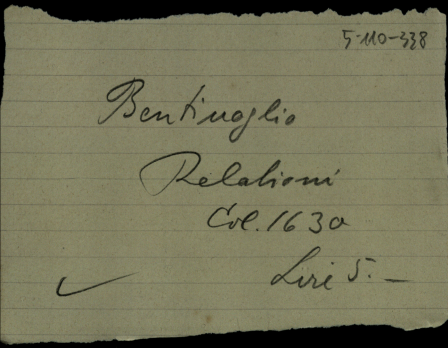 5-110-338
Bentivoglio
Relationi
Col. 1630
Lire 5.—